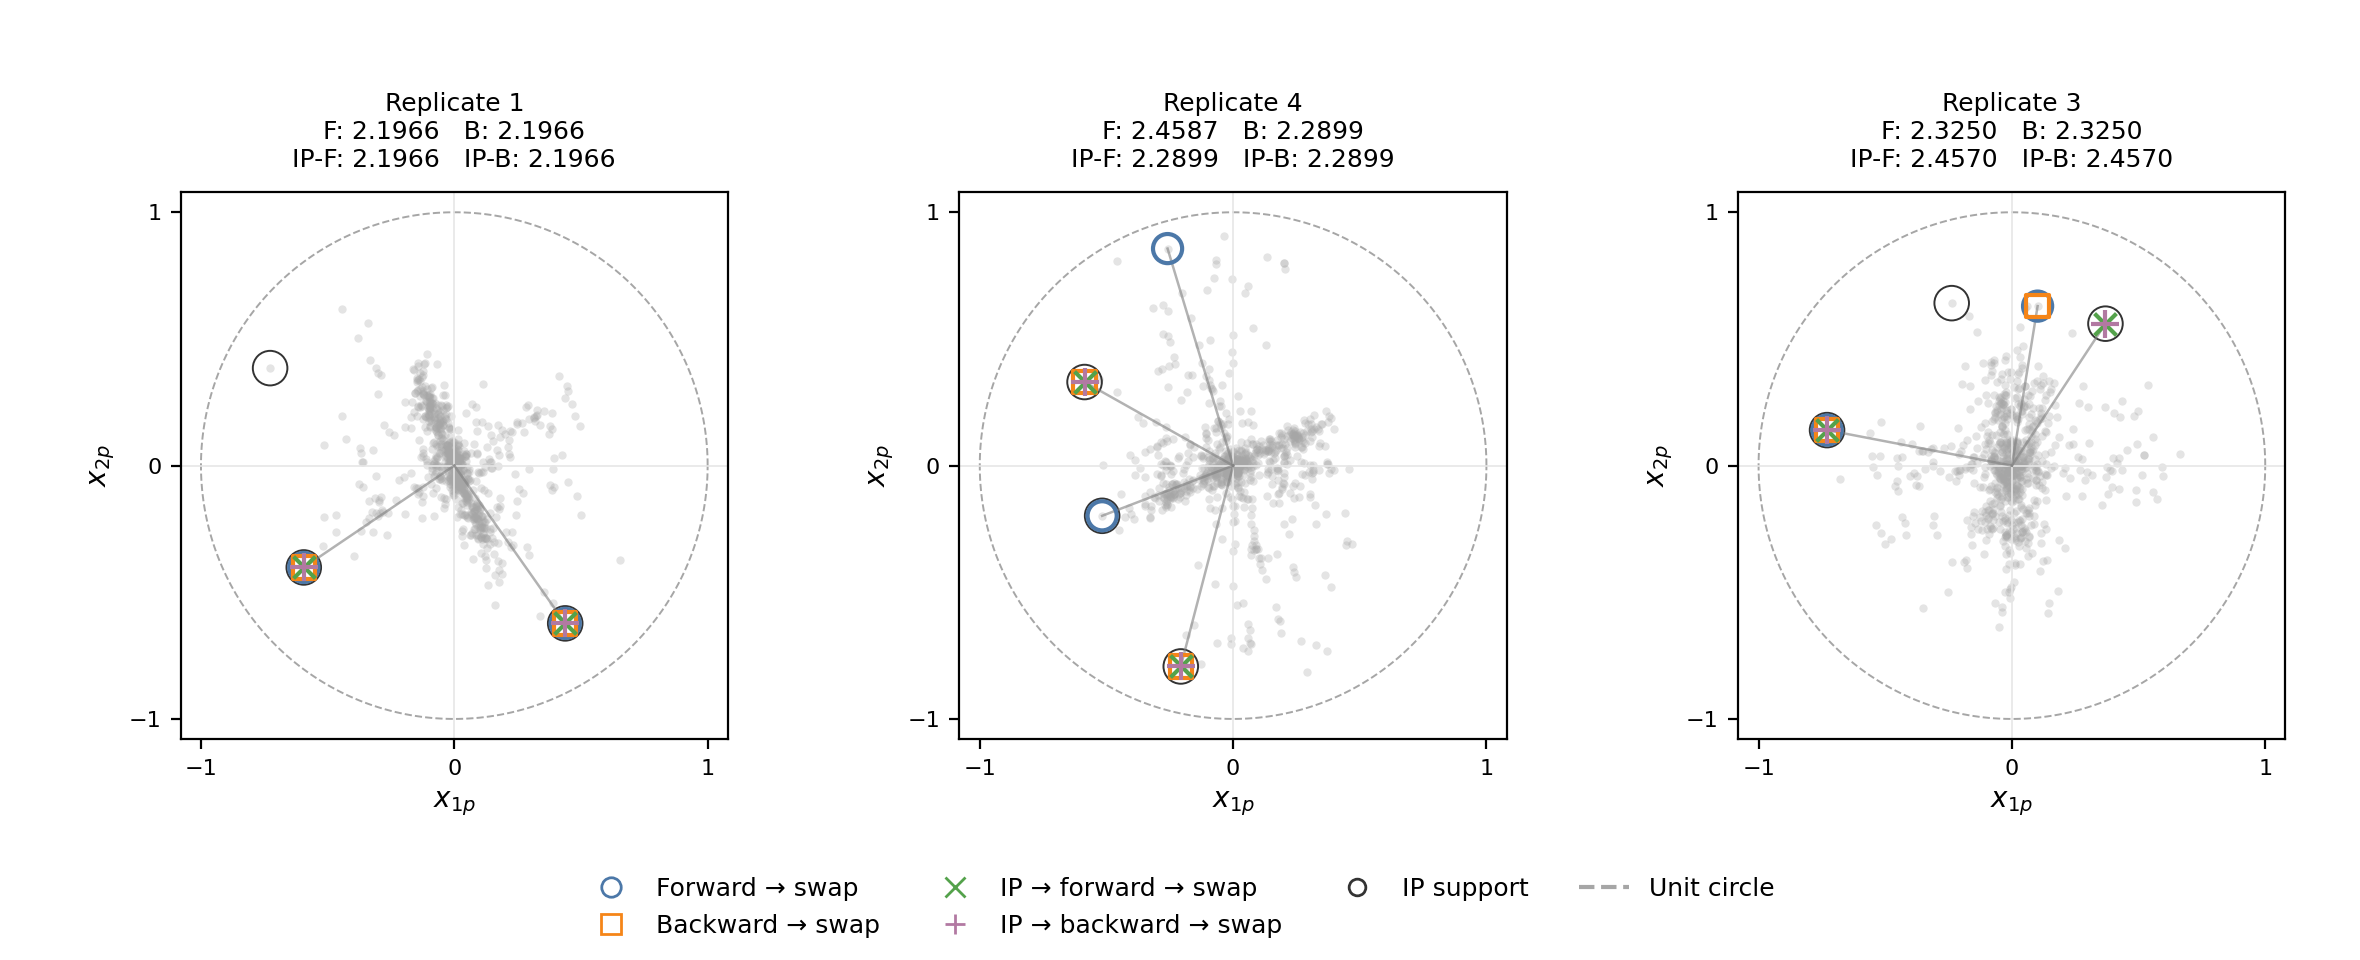 Replicate 1
F: 2.1966 B: 2.1966
IP-F: 2.1966 IP-B: 2.1966
1
0
−1
x2p
−1 0 1
x1p
Replicate 4
F: 2.4587 B: 2.2899
IP-F: 2.2899 IP-B: 2.2899
1
0
−1
x2p
−1 0 1
x1p
Replicate 3
F: 2.3250 B: 2.3250
IP-F: 2.4570 IP-B: 2.4570
1
0
−1
x2p
−1 0 1
x1p
Forward → swap
Backward → swap
IP → forward → swap
IP → backward → swap
IP support
Unit circle